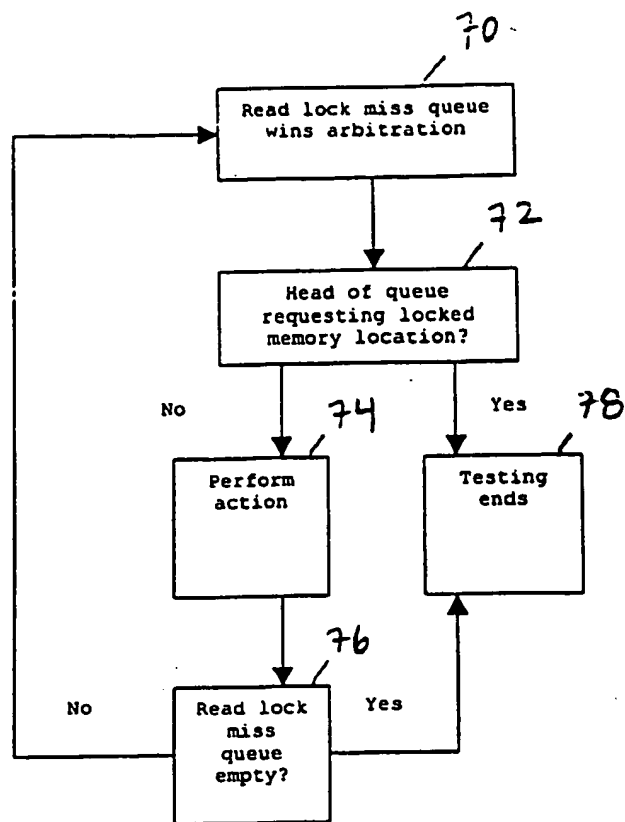 70
Read lock miss queue
wins arbitration
72
Head of queue
requesting locked
memory location?
No
74
Yes
78
Perform
action
Testing
ends
76
No
Read lock
miss
queue
empty?
Yes